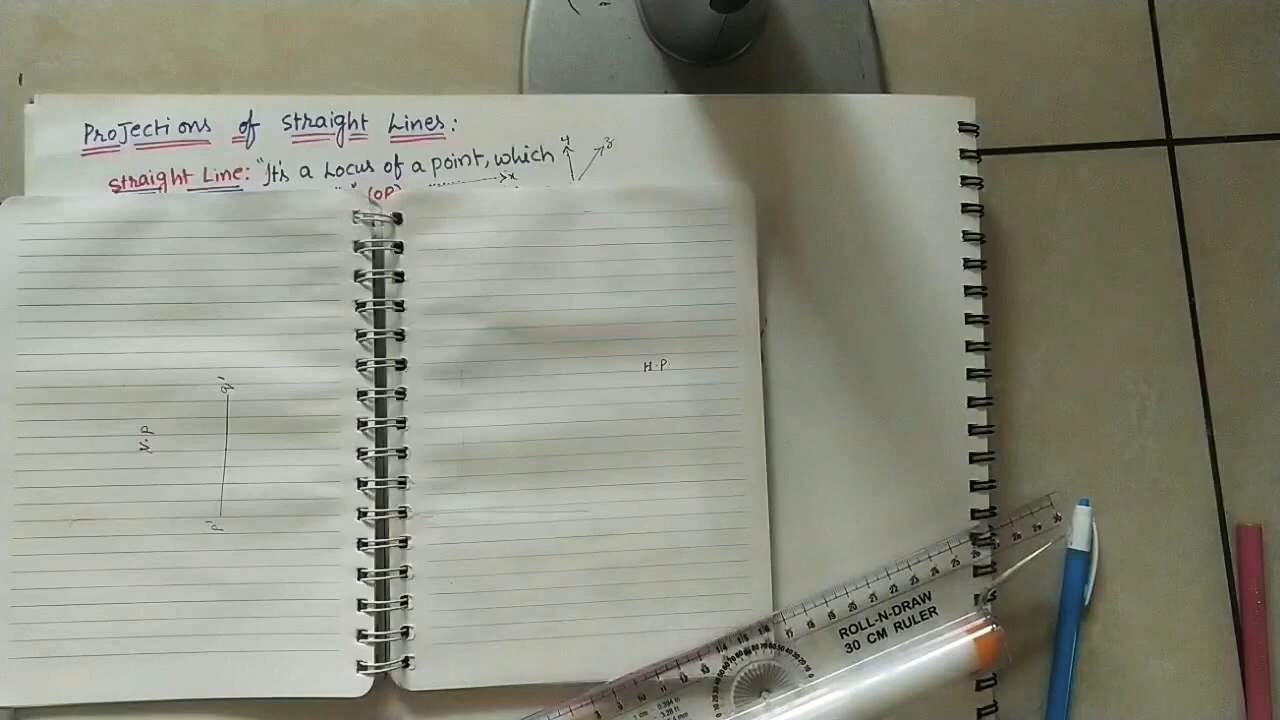 Projections of straight Lines:
straight Line: "It's a Locus of a point, which
(OP)
x
y
z
H.P.
V.P
q'
p'
ROLL-N-DRAW
30 CM RULER